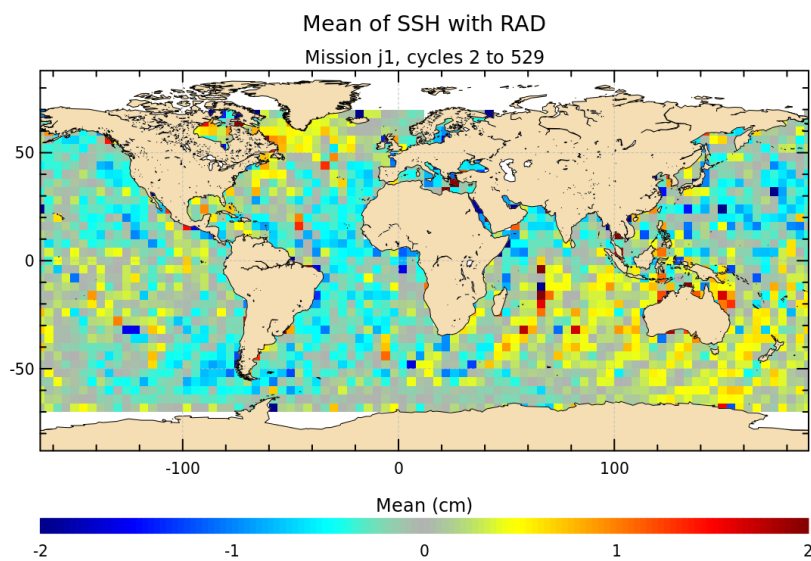 Mean of SSH with RAD
Mission j1, cycles 2 to 529
50
0
-50
-100 0 100
Mean (cm)
-2 -1 0 1 2